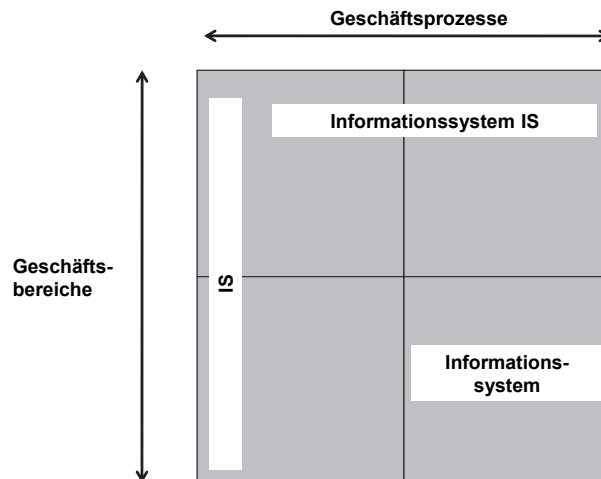 Geschäftsprozesse
Informationssystem IS
Geschäfts-
bereiche
IS
Informations-
system